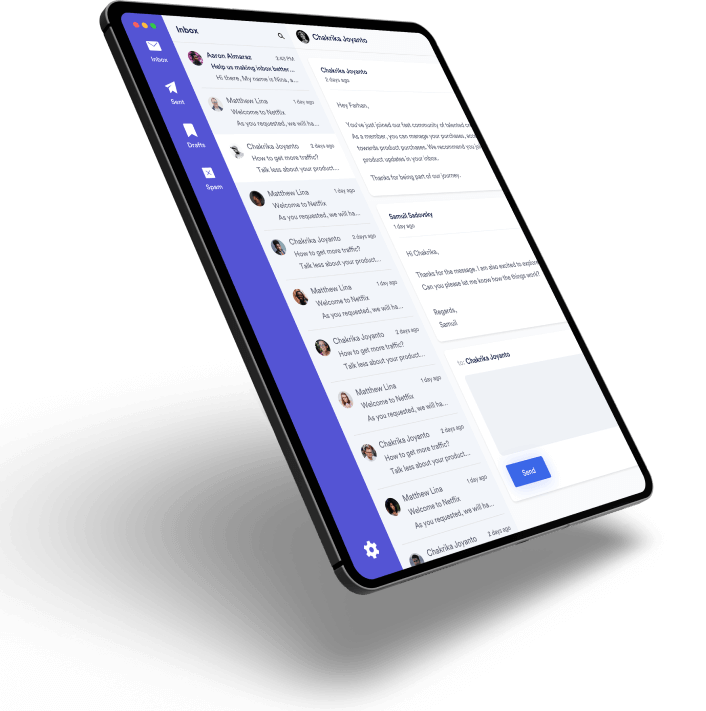 Inbox
Sent
Drafts
Spam
Inbox
Aaron Almaraz 2:43 PM
Help us making inbox better...
Hi there, My name is Nina, a...
Matthew Lina 1 day ago
Welcome to Netflix
As you requested, we will ha...
Chakrika Joyanto 2 days ago
How to get more traffic?
Talk less about your product...
Matthew Lina 1 day ago
Welcome to Netflix
As you requested, we will ha...
Chakrika Joyanto 2 days ago
How to get more traffic?
Talk less about your product...
Matthew Lina 1 day ago
Welcome to Netflix
As you requested, we will ha...
Chakrika Joyanto 2 days ago
How to get more traffic?
Talk less about your product...
Matthew Lina 1 day ago
Welcome to Netflix
As you requested, we will ha...
Chakrika Joyanto 2 days ago
How to get more traffic?
Talk less about your product...
Matthew Lina 1 day ago
Welcome to Netflix
As you requested, we will ha...
Chakrika Joyanto 2 days ago
Chakrika Joyanto
Chakrika Joyanto
2 days ago
Hey Farhan,
You've just joined our fast community of talented
As a member, you can manage your purchases,
towards product purchases. We recommend
product updates in your inbox.
Thanks for being part of our journey.
Samuil Sadovsky
1 day ago
Hi Chakrika,
Thanks for the message. I am also excited to explore
Can you please let me know how the things won't?
Regards,
Samuil
to: Chakrika Joyanto
Send